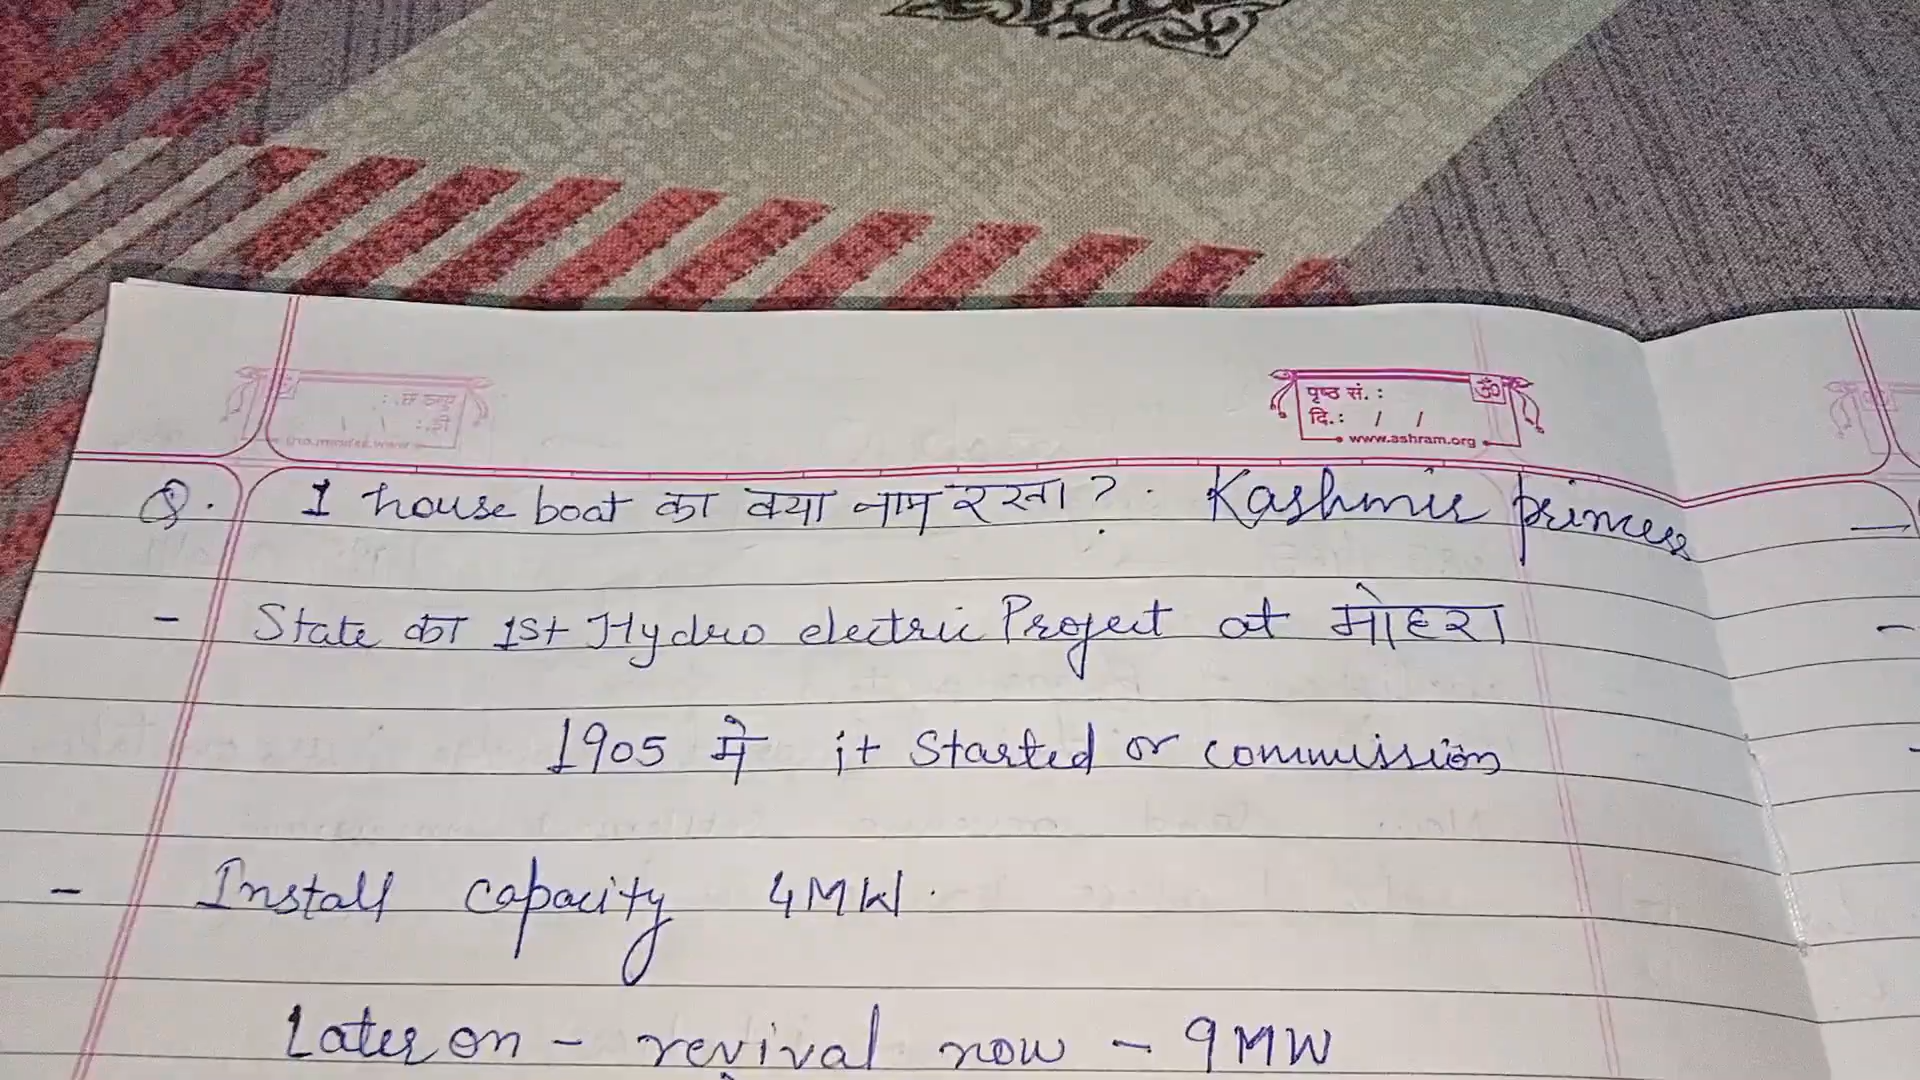 पृष्ठ सं. : ॐ
दि.: / /
www.ashram.org
Q. I house boat का क्या नाम रखा? Kashmir princess
- State का 1st Hydro electric Project at मोहरा
1905 में it Started or commission
- Install capacity 4MW.
Later on - revival now - 9MW